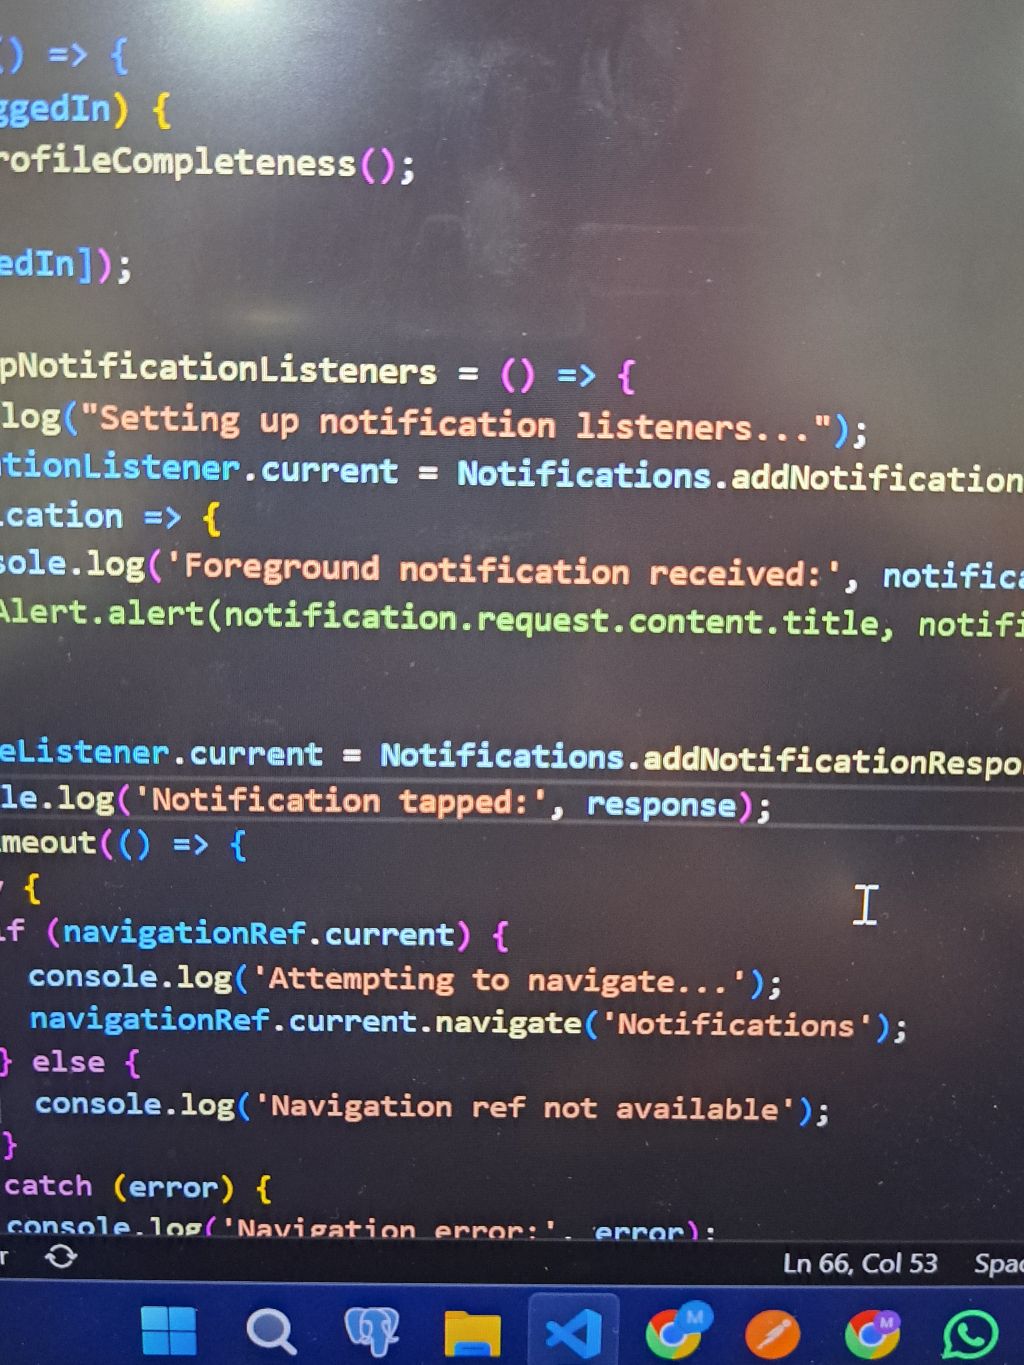 () => {
ggedIn) {
rofileCompleteness();
edIn]);
pNotificationListeners = () => {
log("Setting up notification listeners...");
ationListener.current = Notifications.addNotification
ication => {
sole.log('Foreground notification received:', notifica
Alert.alert(notification.request.content.title, notifi
eListener.current = Notifications.addNotificationRespo
le.log('Notification tapped:', response);
meout(() => {
{
if (navigationRef.current) {
console.log('Attempting to navigate...');
navigationRef.current.navigate('Notifications');
} else {
console.log('Navigation ref not available');
}
catch (error) {
console.log('Navigation error:', error);
r
Ln 66, Col 53 Spac
M
M